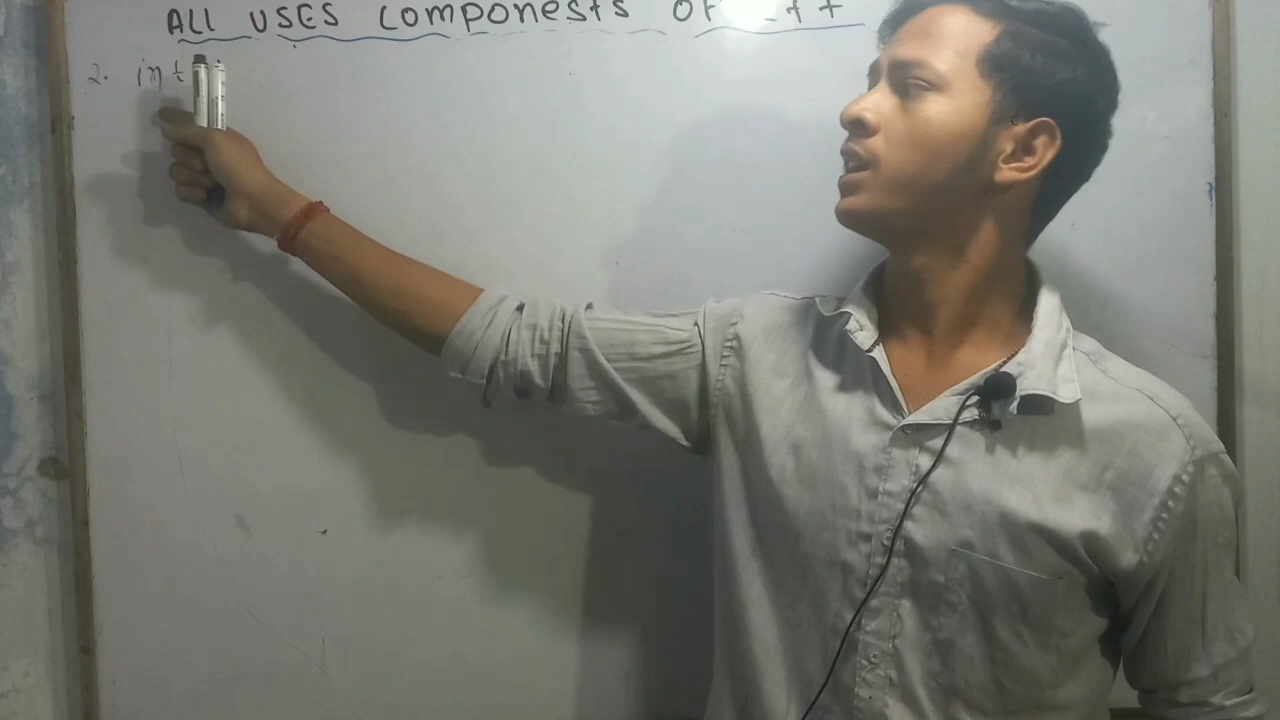 ALL USES COMPONESTS OF C++
2. int